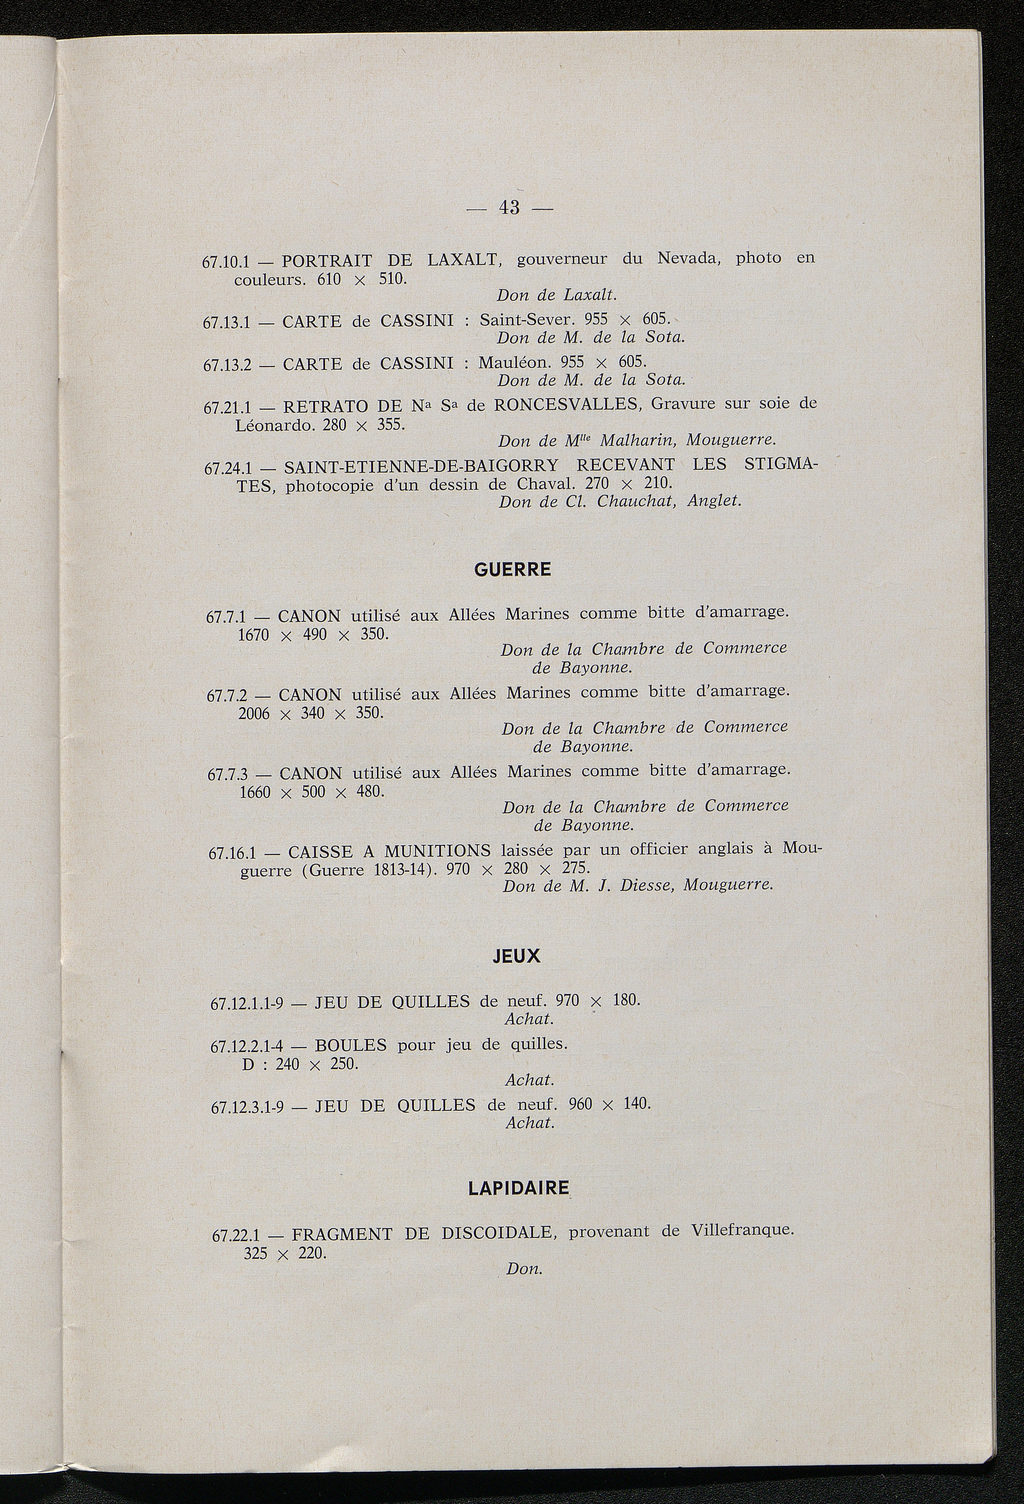 — 43 —
67.10.1 — PORTRAIT DE LAXALT, gouverneur du Nevada, photo en
couleurs. 610 × 510.
Don de Laxalt.
67.13.1 — CARTE de CASSINI : Saint-Sever. 955 × 605.
Don de M. de la Sota.
67.13.2 — CARTE de CASSINI : Mauléon. 955 × 605.
Don de M. de la Sota.
67.21.1 — RETRATO DE Nª Sª de RONCESVALLES, Gravure sur soie de
Léonardo. 280 × 355.
Don de Mlle Malharin, Mouguerre.
67.24.1 — SAINT-ETIENNE-DE-BAIGORRY RECEVANT LES STIGMA-
TES, photocopie d'un dessin de Chaval. 270 × 210.
Don de Cl. Chauchat, Anglet.
GUERRE
67.7.1 — CANON utilisé aux Allées Marines comme bitte d'amarrage.
1670 × 490 × 350.
Don de la Chambre de Commerce
de Bayonne.
67.7.2 — CANON utilisé aux Allées Marines comme bitte d'amarrage.
2006 × 340 × 350.
Don de la Chambre de Commerce
de Bayonne.
67.7.3 — CANON utilisé aux Allées Marines comme bitte d'amarrage.
1660 × 500 × 480.
Don de la Chambre de Commerce
de Bayonne.
67.16.1 — CAISSE A MUNITIONS laissée par un officier anglais à Mou-
guerre (Guerre 1813-14). 970 × 280 × 275.
Don de M. J. Diesse, Mouguerre.
JEUX
67.12.1.1-9 — JEU DE QUILLES de neuf. 970 × 180.
Achat.
67.12.2.1-4 — BOULES pour jeu de quilles.
D : 240 × 250.
Achat.
67.12.3.1-9 — JEU DE QUILLES de neuf. 960 × 140.
Achat.
LAPIDAIRE
67.22.1 — FRAGMENT DE DISCOIDALE, provenant de Villefranque.
325 × 220.
Don.